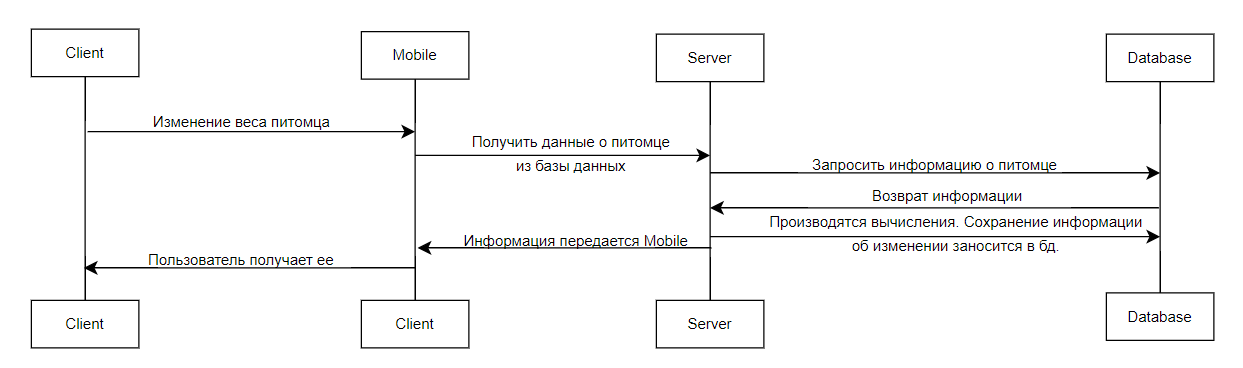 Client
Mobile
Server
Database
Изменение веса питомца
Получить данные о питомце
из базы данных
Запросить информацию о питомце
Возврат информации
Производятся вычисления. Сохранение информации
об изменении заносится в бд.
Информация передается Mobile
Пользователь получает ее
Client
Client
Server
Database